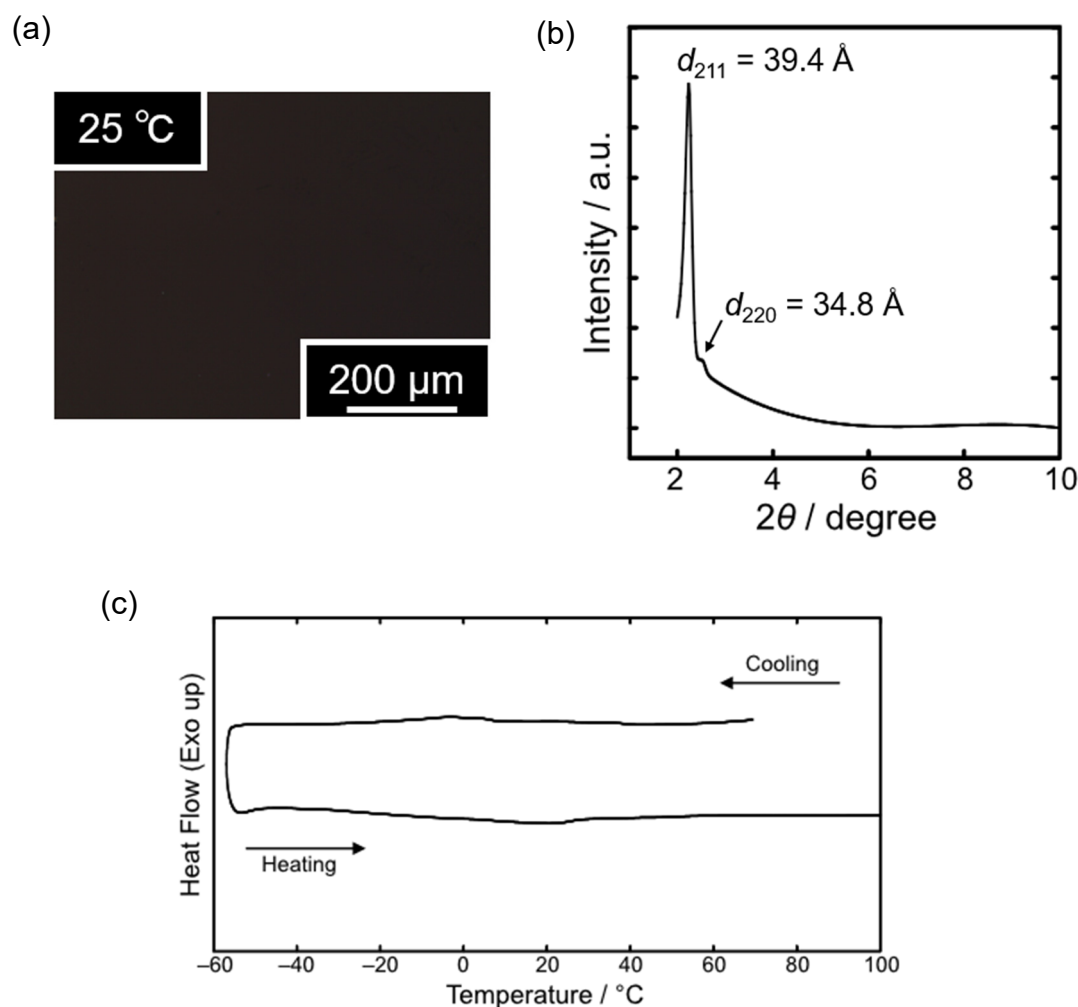 (a)
25 ℃
200 μm
(b)
d211 = 39.4 Å
d220 = 34.8 Å
Intensity / a.u.
2 4 6 8 10
2θ / degree
(c)
Cooling
Heating
Heat Flow (Exo up)
–60 –40 –20 0 20 40 60 80 100
Temperature / °C